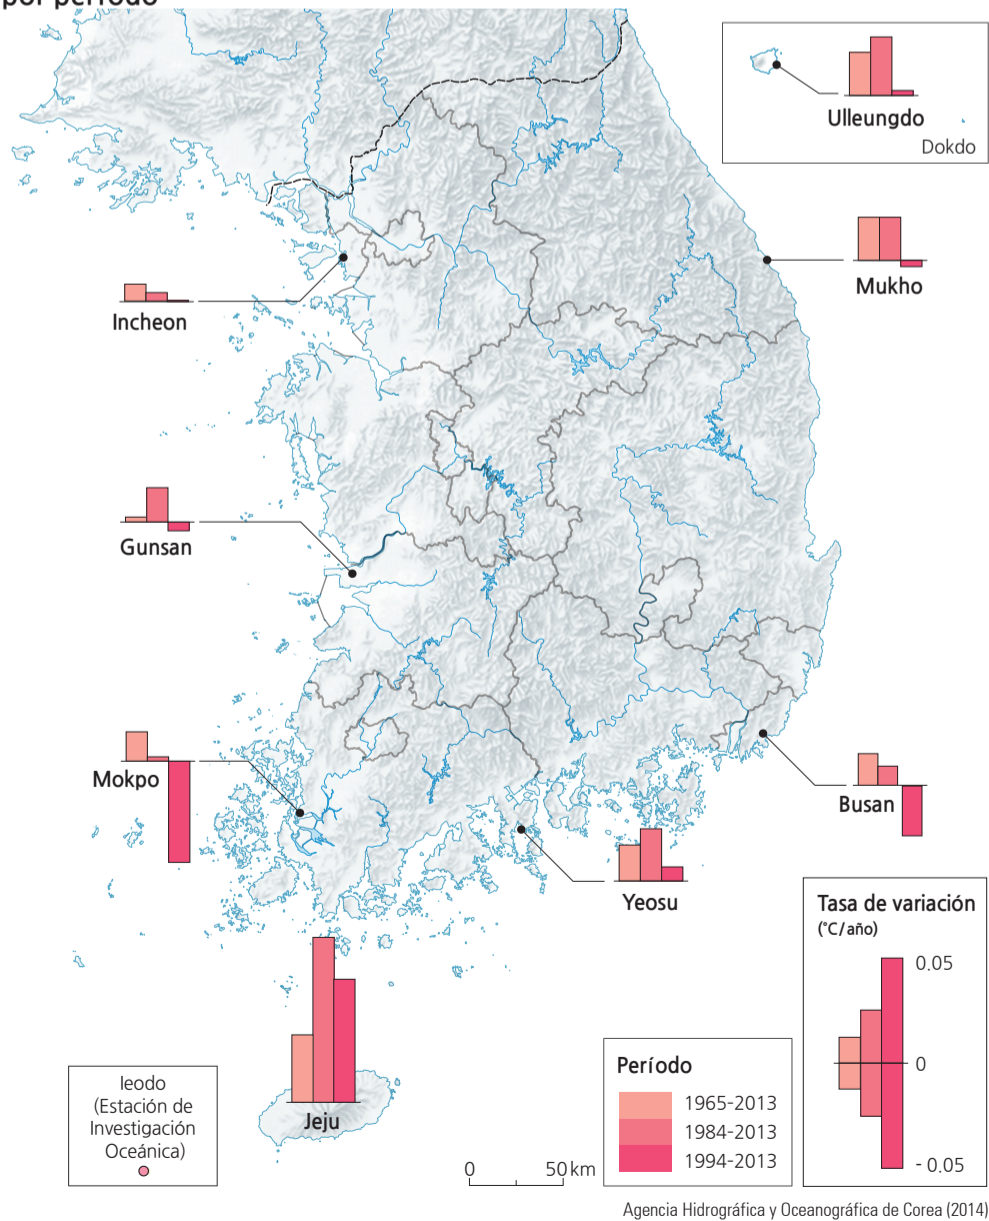 por período
Ulleungdo
Dokdo
Mukho
Incheon
Gunsan
Mokpo
Busan
Yeosu
Jeju
Ieodo
(Estación de
Investigación
Oceánica)
0 50 km
Período
1965-2013
1984-2013
1994-2013
Tasa de variación
(°C/año)
0.05
0
- 0.05
Agencia Hidrográfica y Oceanográfica de Corea (2014)